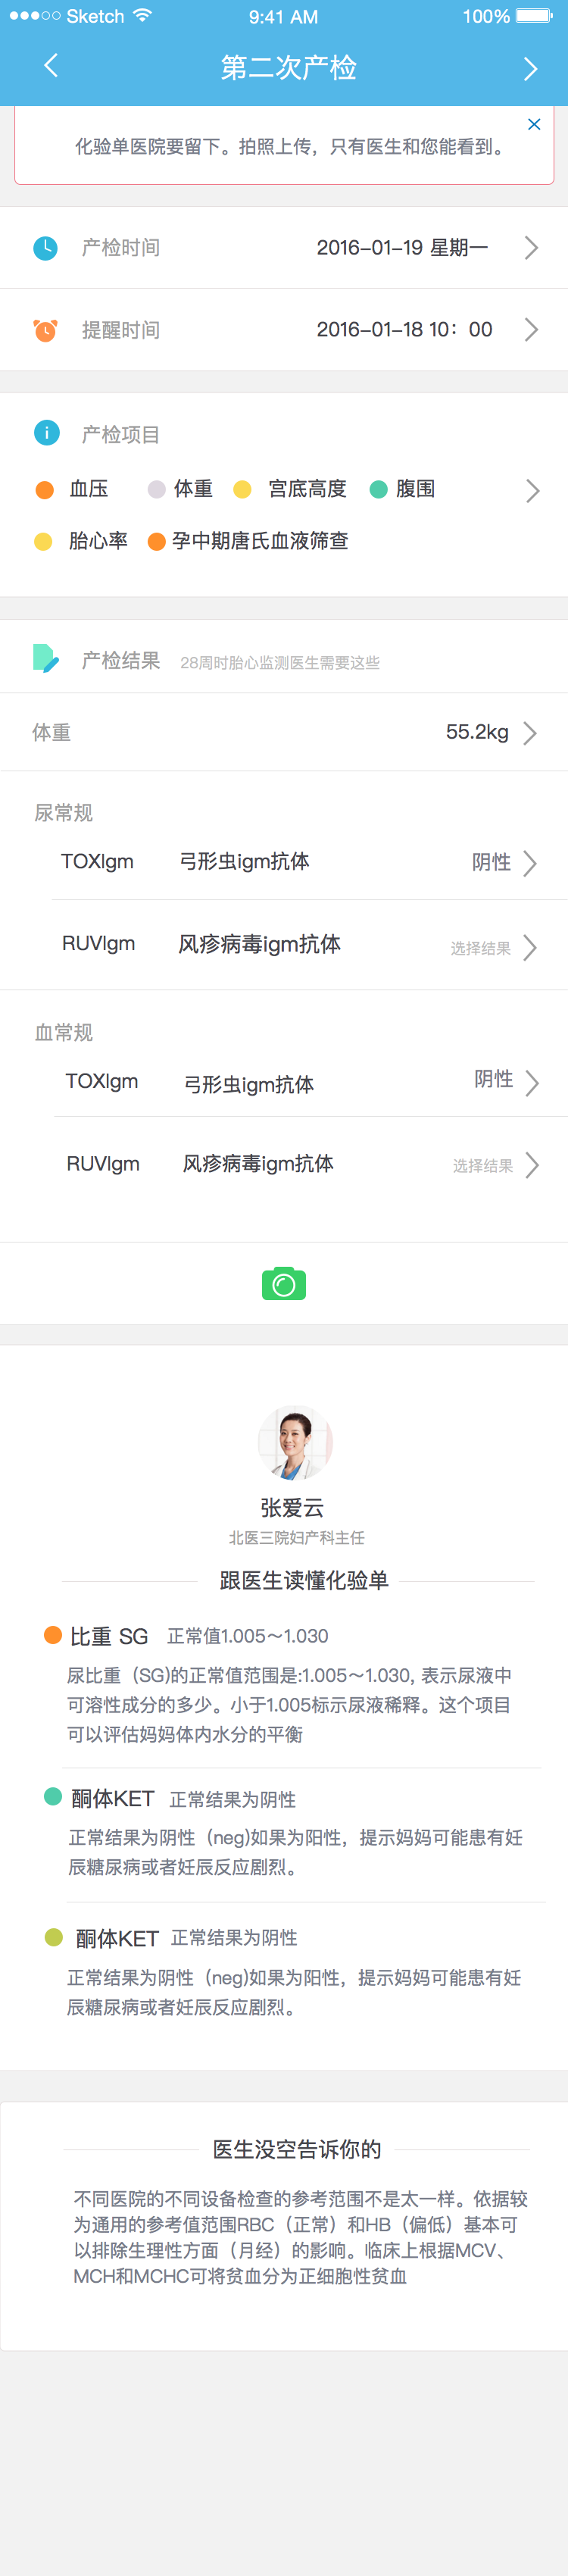 Sketch 9:41 AM 100%
第二次产检
化验单医院要留下。拍照上传，只有医生和您能看到。
产检时间 2016-01-19 星期一
提醒时间 2016-01-18 10：00
产检项目
血压 体重 宫底高度 腹围
胎心率 孕中期唐氏血液筛查
产检结果 28周时胎心监测医生需要这些
体重 55.2kg
尿常规
TOXIgm 弓形虫igm抗体 阴性
RUVIgm 风疹病毒igm抗体 选择结果
血常规
TOXIgm 弓形虫igm抗体 阴性
RUVIgm 风疹病毒igm抗体 选择结果
张爱云
北医三院妇产科主任
跟医生读懂化验单
比重 SG 正常值1.005～1.030
尿比重（SG)的正常值范围是:1.005～1.030, 表示尿液中
可溶性成分的多少。小于1.005标示尿液稀释。这个项目
可以评估妈妈体内水分的平衡
酮体KET 正常结果为阴性
正常结果为阴性（neg)如果为阳性，提示妈妈可能患有妊
辰糖尿病或者妊辰反应剧烈。
酮体KET 正常结果为阴性
正常结果为阴性（neg)如果为阳性，提示妈妈可能患有妊
辰糖尿病或者妊辰反应剧烈。
医生没空告诉你的
不同医院的不同设备检查的参考范围不是太一样。依据较
为通用的参考值范围RBC（正常）和HB（偏低）基本可
以排除生理性方面（月经）的影响。临床上根据MCV、
MCH和MCHC可将贫血分为正细胞性贫血